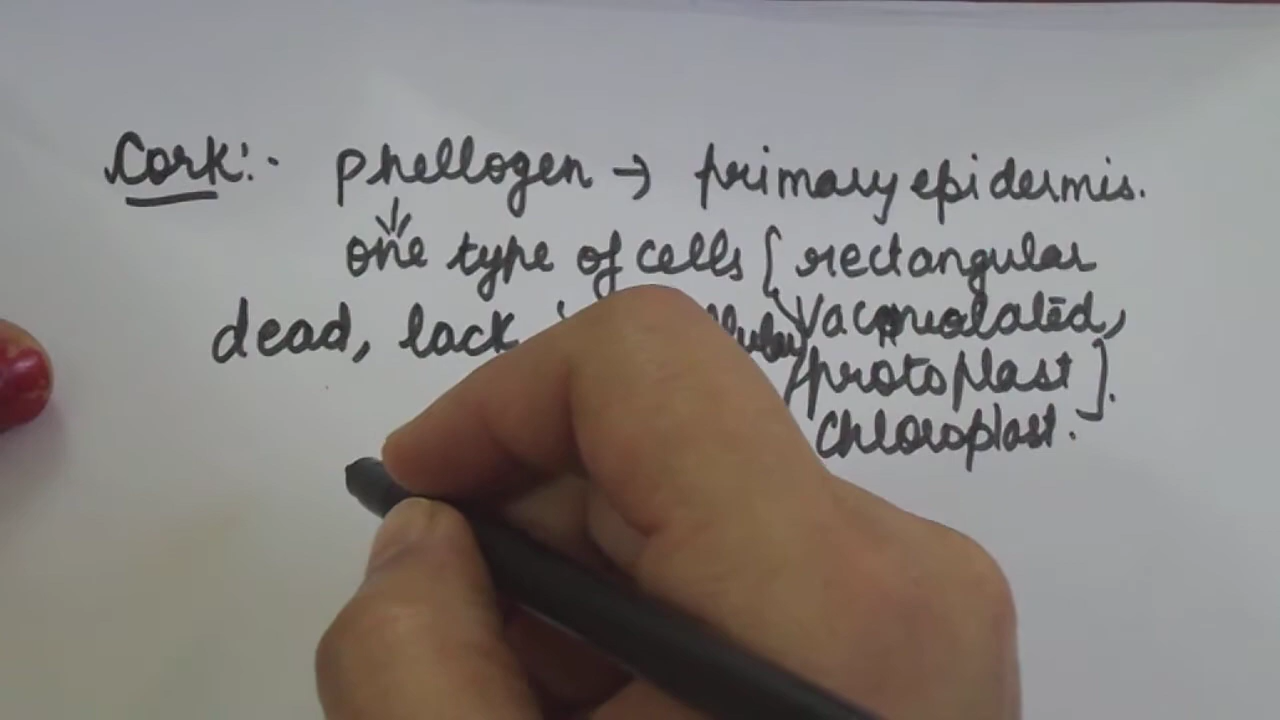 Cork:- phellogen → primary epidermis.
one type of cells [rectangular
dead, lack vacuolated,
protoplast].
chloroplast.